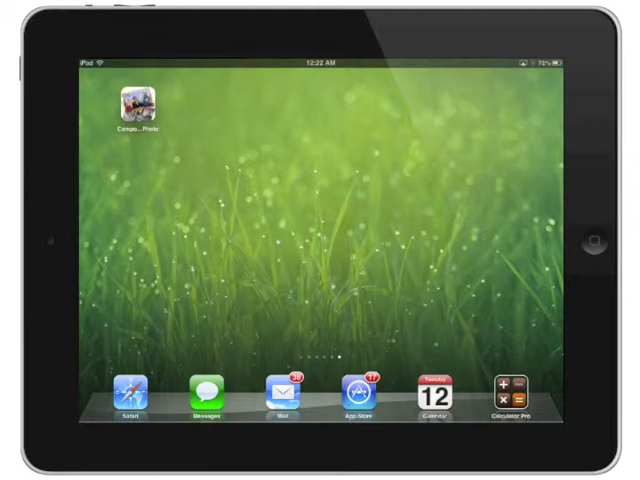 iPad 12:22 AM 72%
Compo...Photo
38 17 Tuesday
12
Safari Messages Mail App Store Calendar Calculator Pro